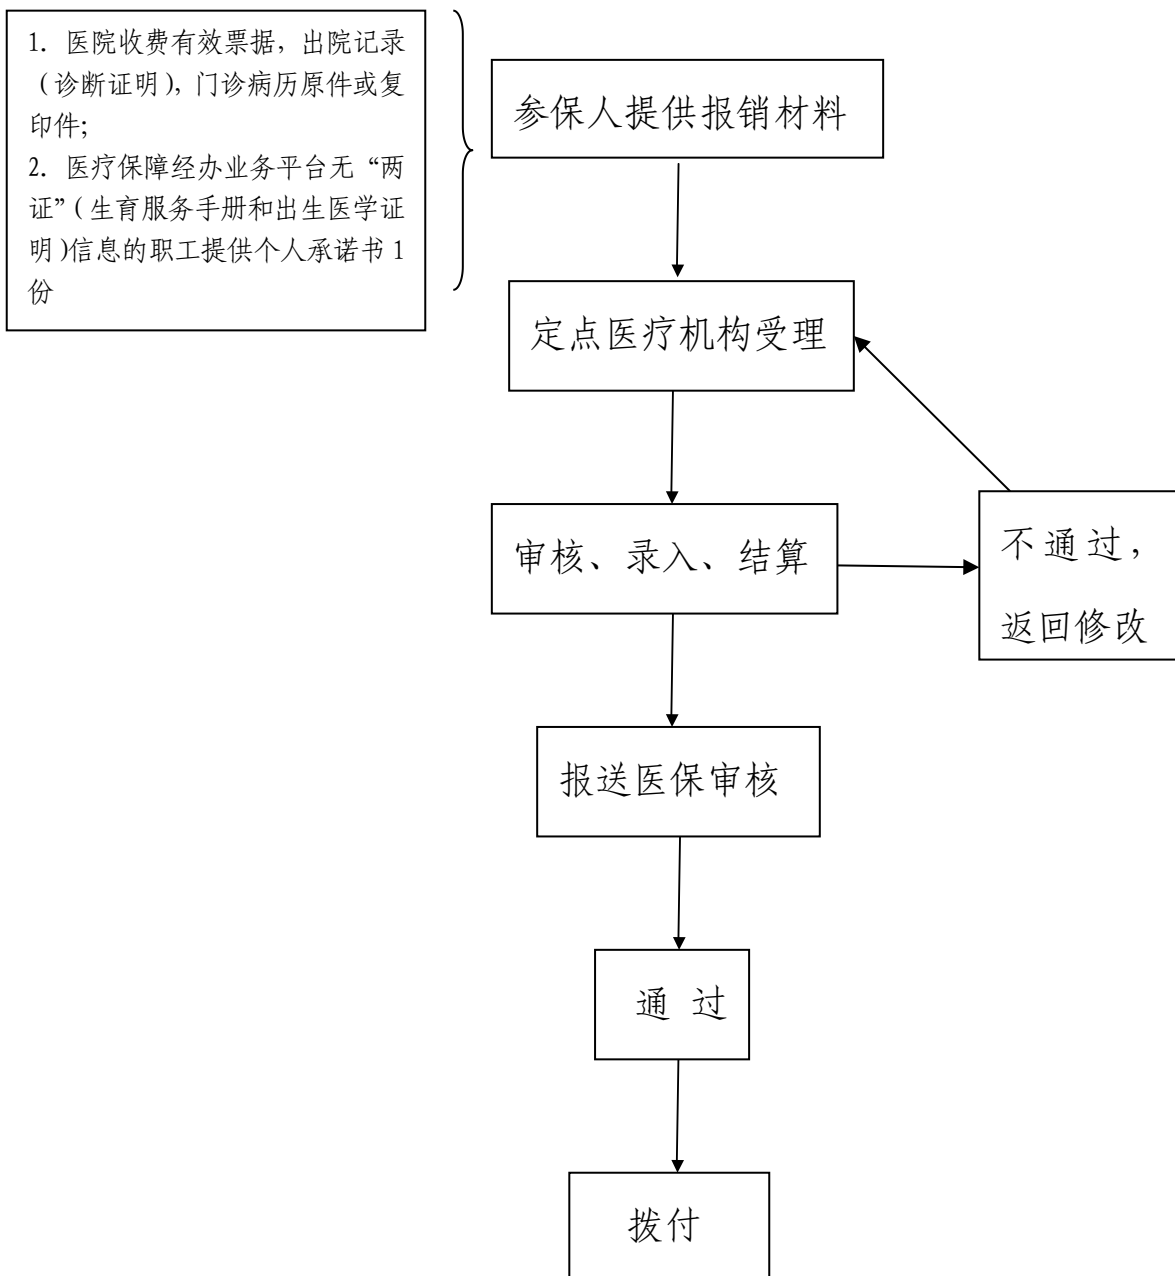 1. 医院收费有效票据，出院记录
（诊断证明），门诊病历原件或复
印件；
2. 医疗保障经办业务平台无“两
证”（生育服务手册和出生医学证
明）信息的职工提供个人承诺书 1
份
参保人提供报销材料
定点医疗机构受理
审核、录入、结算
不通过，
返回修改
报送医保审核
通 过
拨付